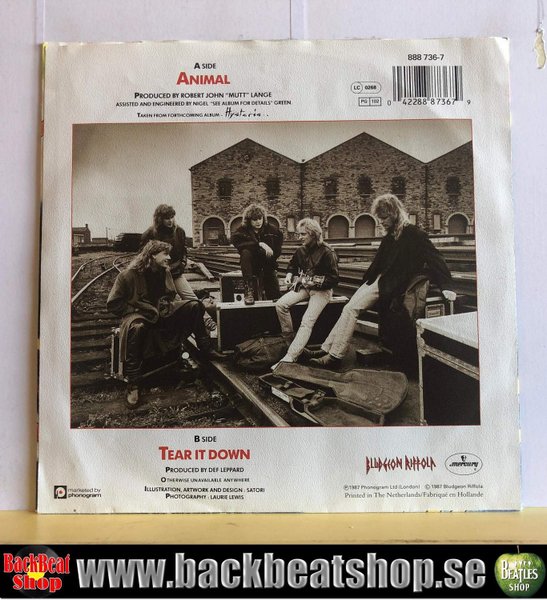 A SIDE
ANIMAL
PRODUCED BY ROBERT JOHN "MUTT" LANGE
ASSISTED AND ENGINEERED BY NIGEL "SEE ALBUM FOR DETAILS" GREEN
TAKEN FROM FORTHCOMING ALBUM - Hysteria..
888 736-7
LC 0268
PG 102
0 42288 87367 9
B SIDE
TEAR IT DOWN
PRODUCED BY DEF LEPPARD
OTHERWISE UNAVAILABLE ANYWHERE
ILLUSTRATION, ARTWORK AND DESIGN · SATORI
PHOTOGRAPHY · LAURIE LEWIS
marketed by
phonogram
BLUDGEON RIFFOLA
mercury
℗ 1987 Phonogram Ltd (London) © 1987 Bludgeon Riffola
Printed in The Netherlands/Fabriqué en Hollande
BackBeat
Shop
www.backbeatshop.se
BEATLES
SHOP